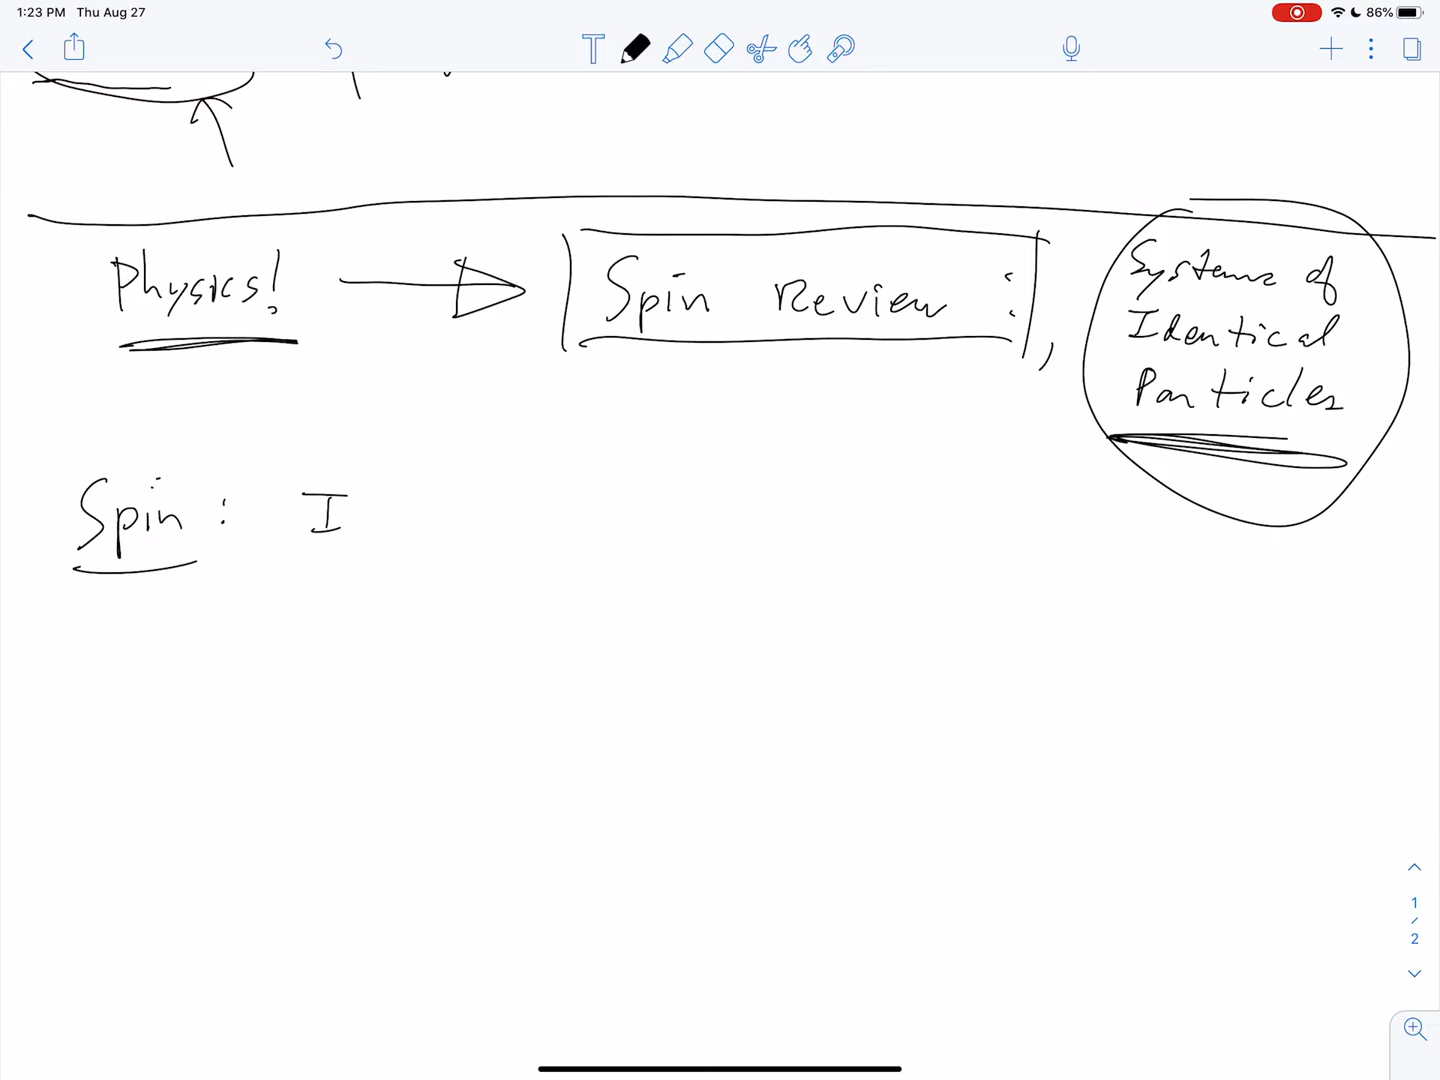 1:23 PM Thu Aug 27
86%
Physics!
Spin Review :,
Systems of
Identical
Particles
Spin : I
1
/
2